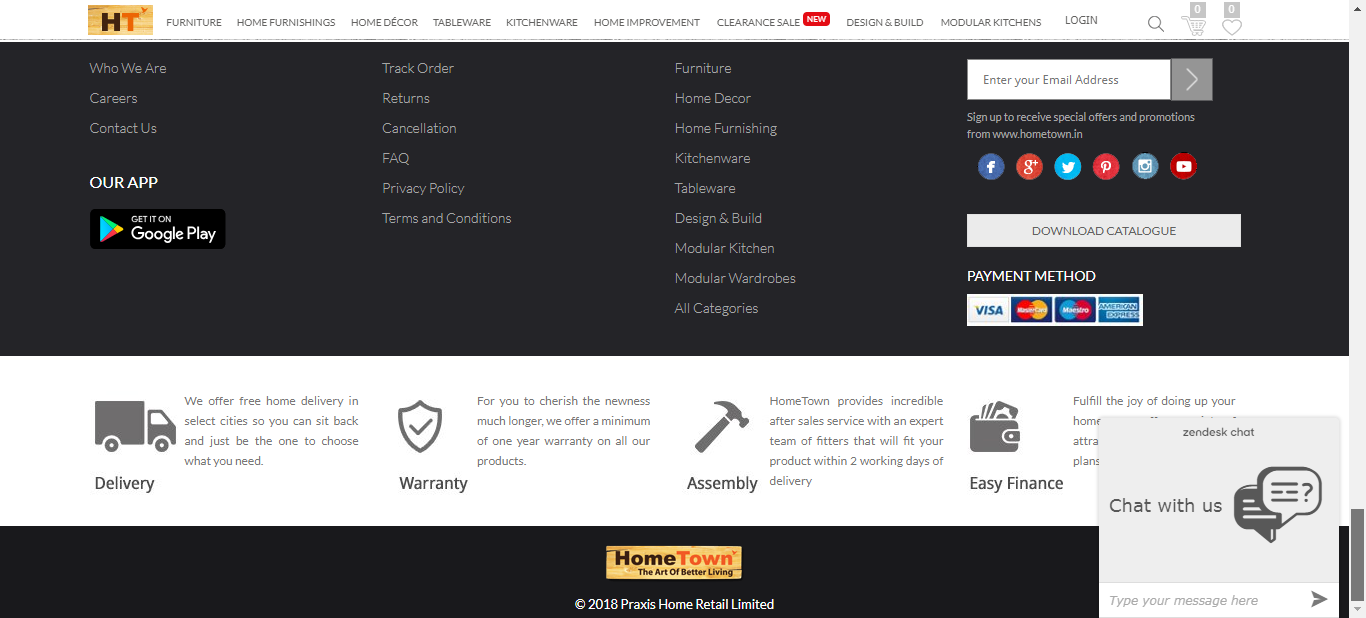 HT
FURNITURE HOME FURNISHINGS HOME DÉCOR TABLEWARE KITCHENWARE HOME IMPROVEMENT CLEARANCE SALE NEW DESIGN & BUILD MODULAR KITCHENS LOGIN 0 0
Who We Are
Careers
Contact Us
OUR APP
GET IT ON
Google Play
Track Order
Returns
Cancellation
FAQ
Privacy Policy
Terms and Conditions
Furniture
Home Decor
Home Furnishing
Kitchenware
Tableware
Design & Build
Modular Kitchen
Modular Wardrobes
All Categories
Enter your Email Address
Sign up to receive special offers and promotions
from www.hometown.in
DOWNLOAD CATALOGUE
PAYMENT METHOD
VISA MasterCard Maestro AMERICAN EXPRESS
We offer free home delivery in
select cities so you can sit back
and just be the one to choose
what you need.
Delivery
For you to cherish the newness
much longer, we offer a minimum
of one year warranty on all our
products.
Warranty
HomeTown provides incredible
after sales service with an expert
team of fitters that will fit your
product within 2 working days of
delivery
Assembly
Fulfill the joy of doing up your
home
plans
Easy Finance
zendesk chat
Chat with us
Type your message here
HomeTown
The Art Of Better Living
© 2018 Praxis Home Retail Limited